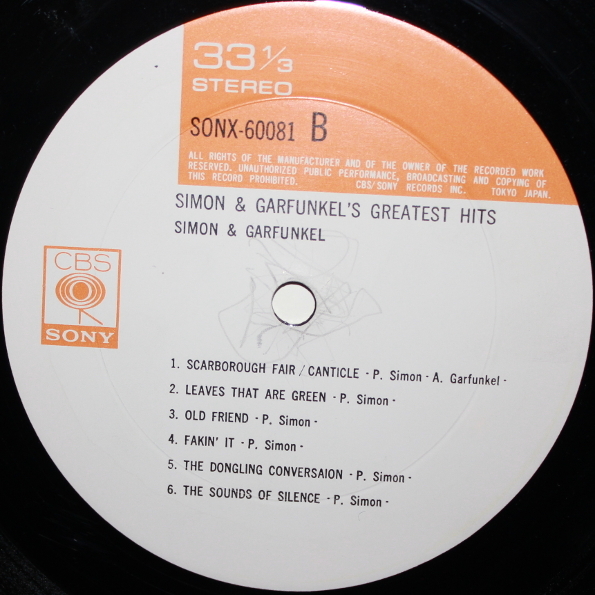 33 1/3
STEREO
SONX-60081 B
ALL RIGHTS OF THE MANUFACTURER AND OF THE OWNER OF THE RECORDED WORK
RESERVED. UNAUTHORIZED PUBLIC PERFORMANCE, BROADCASTING AND COPYING OF
THIS RECORD PROHIBITED. CBS/SONY RECORDS INC. TOKYO JAPAN.
SIMON & GARFUNKEL'S GREATEST HITS
SIMON & GARFUNKEL
CBS
SONY
1. SCARBOROUGH FAIR / CANTICLE - P. Simon - A. Garfunkel -
2. LEAVES THAT ARE GREEN - P. Simon -
3. OLD FRIEND - P. Simon -
4. FAKIN' IT - P. Simon -
5. THE DONGLING CONVERSAION - P. Simon -
6. THE SOUNDS OF SILENCE - P. Simon -